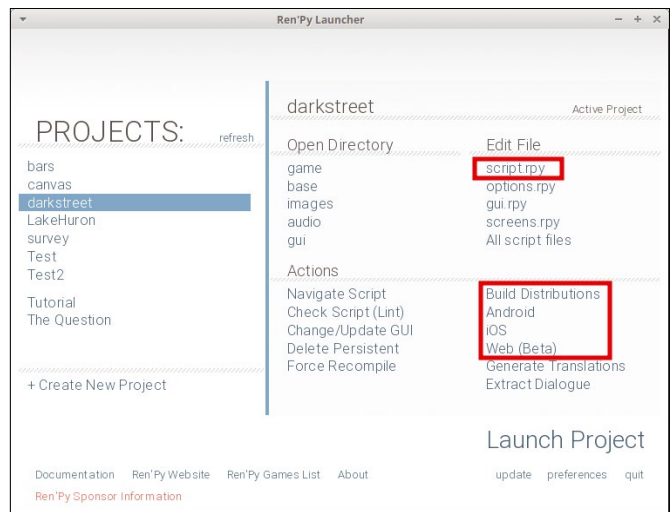 Ren'Py Launcher
PROJECTS: refresh
bars
canvas
darkstreet
LakeHuron
survey
Test
Test2
Tutorial
The Question
+ Create New Project
darkstreet Active Project
Open Directory
game
base
images
audio
gui
Edit File
script.rpy
options.rpy
gui.rpy
screens.rpy
All script files
Actions
Navigate Script
Check Script (Lint)
Change/Update GUI
Delete Persistent
Force Recompile
Build Distributions
Android
iOS
Web (Beta)
Generate Translations
Extract Dialogue
Launch Project
Documentation Ren'Py Website Ren'Py Games List About update preferences quit
Ren'Py Sponsor Information